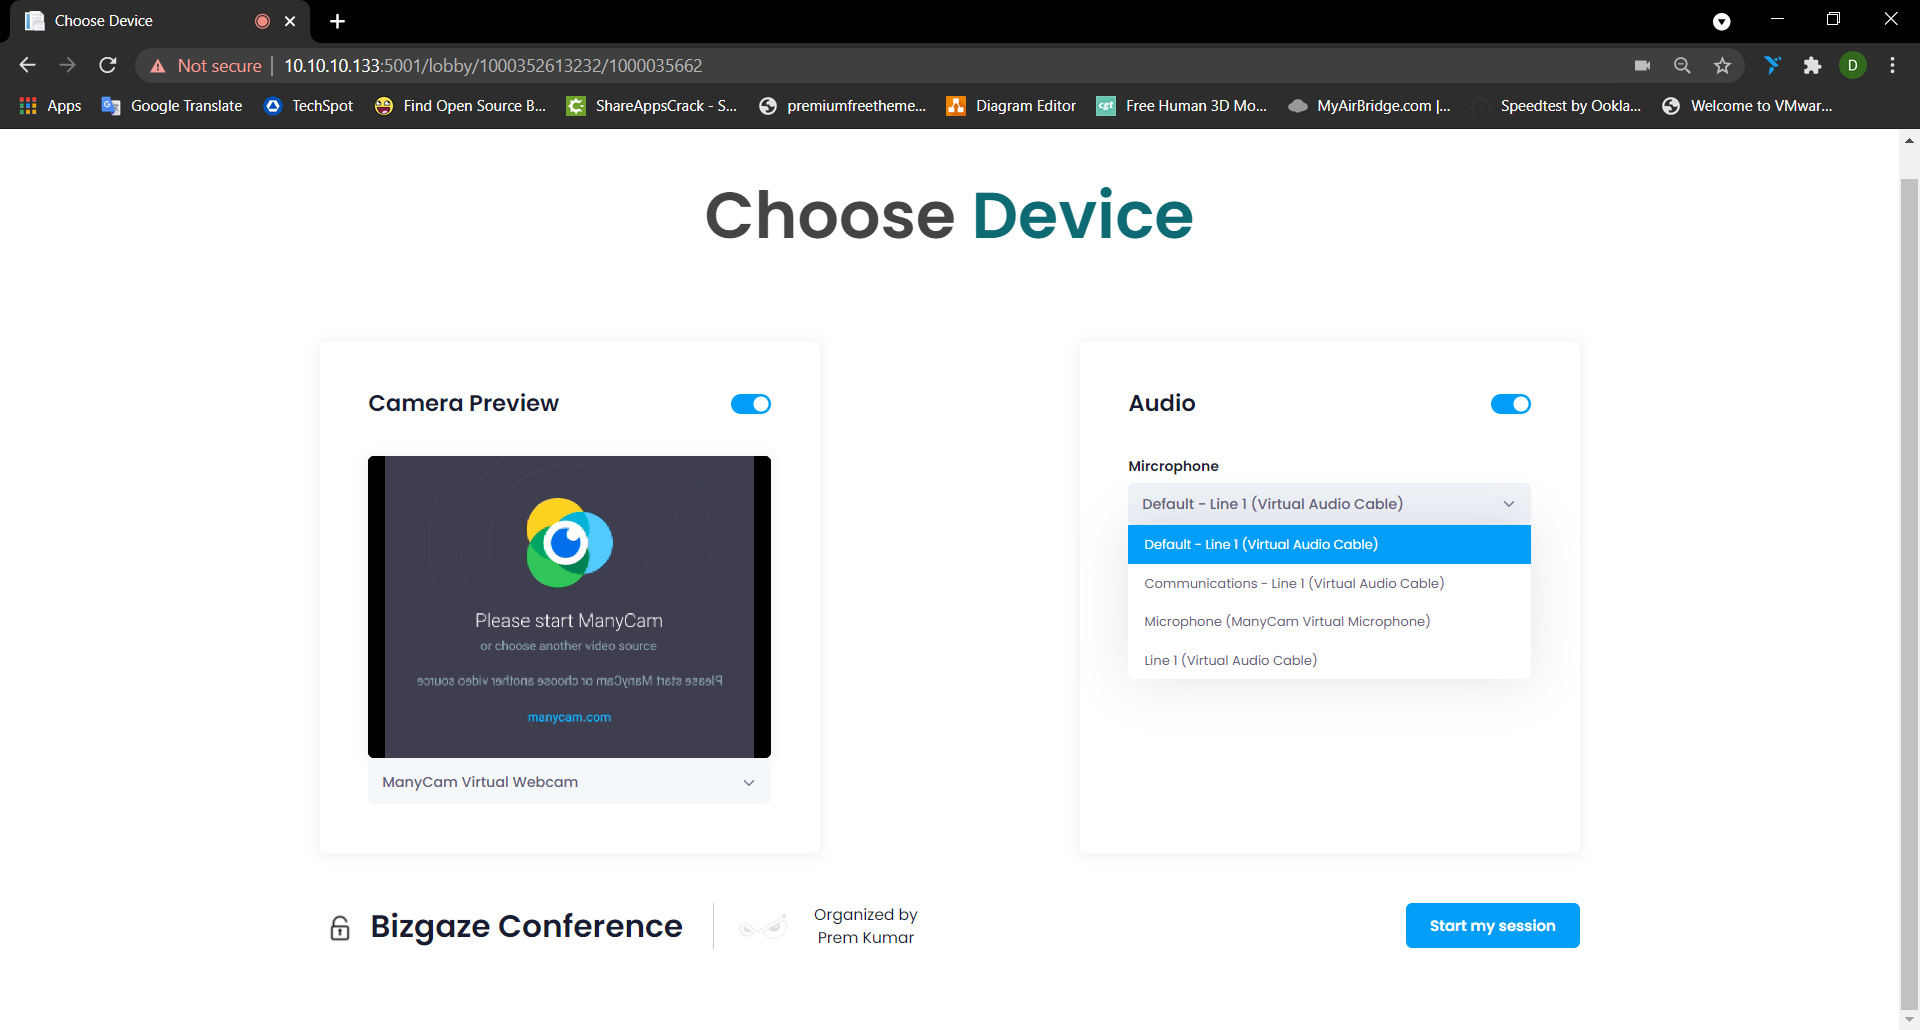 Choose Device
Not secure
10.10.10.133:5001/lobby/1000352613232/1000035662
D
Apps
Google Translate
TechSpot
Find Open Source B...
ShareAppsCrack - S...
premiumfreetheme...
Diagram Editor
cgt
Free Human 3D Mo...
MyAirBridge.com |...
Speedtest by Ookla...
Welcome to VMwar...
Choose Device
Camera Preview
Please start ManyCam
or choose another video source
Please start ManyCam or choose another video source
manycam.com
ManyCam Virtual Webcam
Audio
Mircrophone
Default - Line 1 (Virtual Audio Cable)
Default - Line 1 (Virtual Audio Cable)
Communications - Line 1 (Virtual Audio Cable)
Microphone (ManyCam Virtual Microphone)
Line 1 (Virtual Audio Cable)
Bizgaze Conference
Organized by
Prem Kumar
Start my session